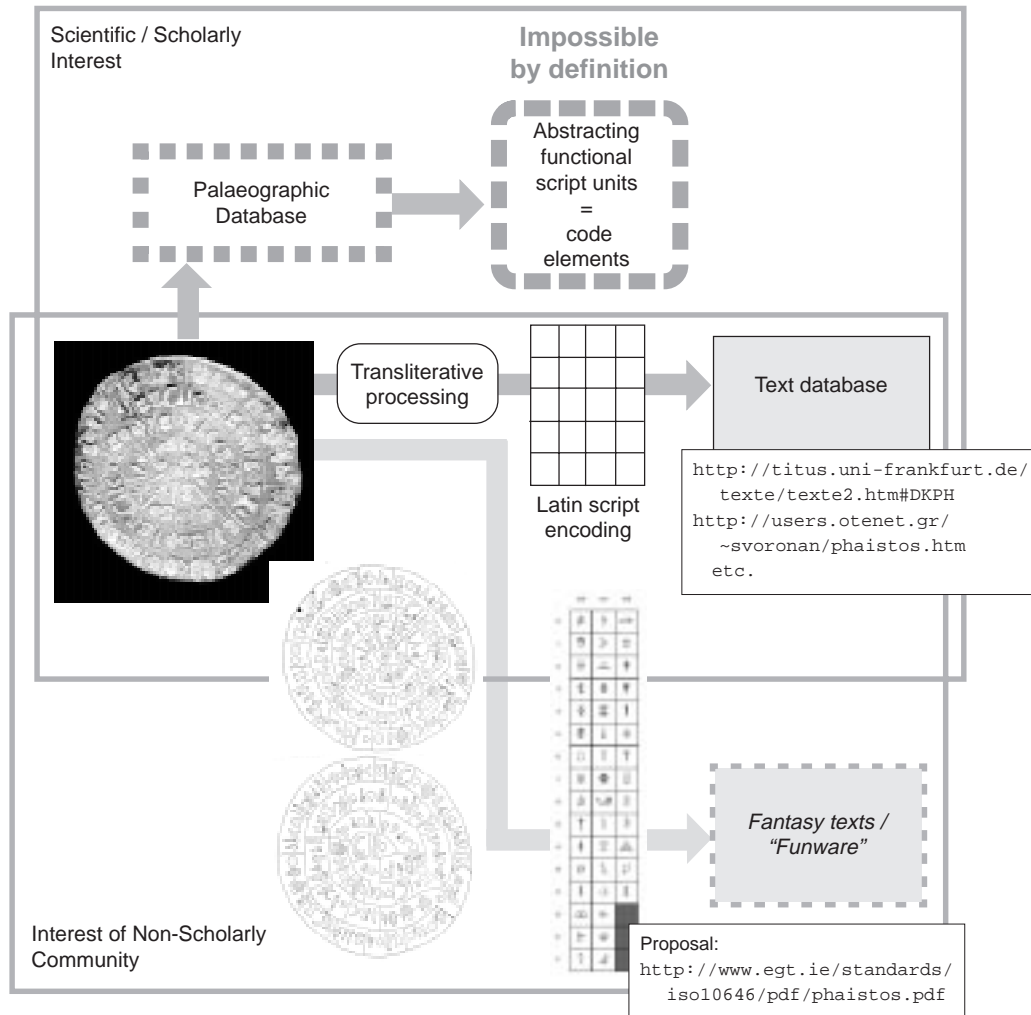 Scientific / Scholarly
Interest
Impossible
by definition
Abstracting
functional
script units
=
code
elements
Palaeographic
Database
Transliterative
processing
Text database
Latin script
encoding
http://titus.uni-frankfurt.de/
texte/texte2.htm#DKPH
http://users.otenet.gr/
~svoronan/phaistos.htm
etc.
Fantasy texts /
“Funware”
Interest of Non-Scholarly
Community
Proposal:
http://www.egt.ie/standards/
iso10646/pdf/phaistos.pdf